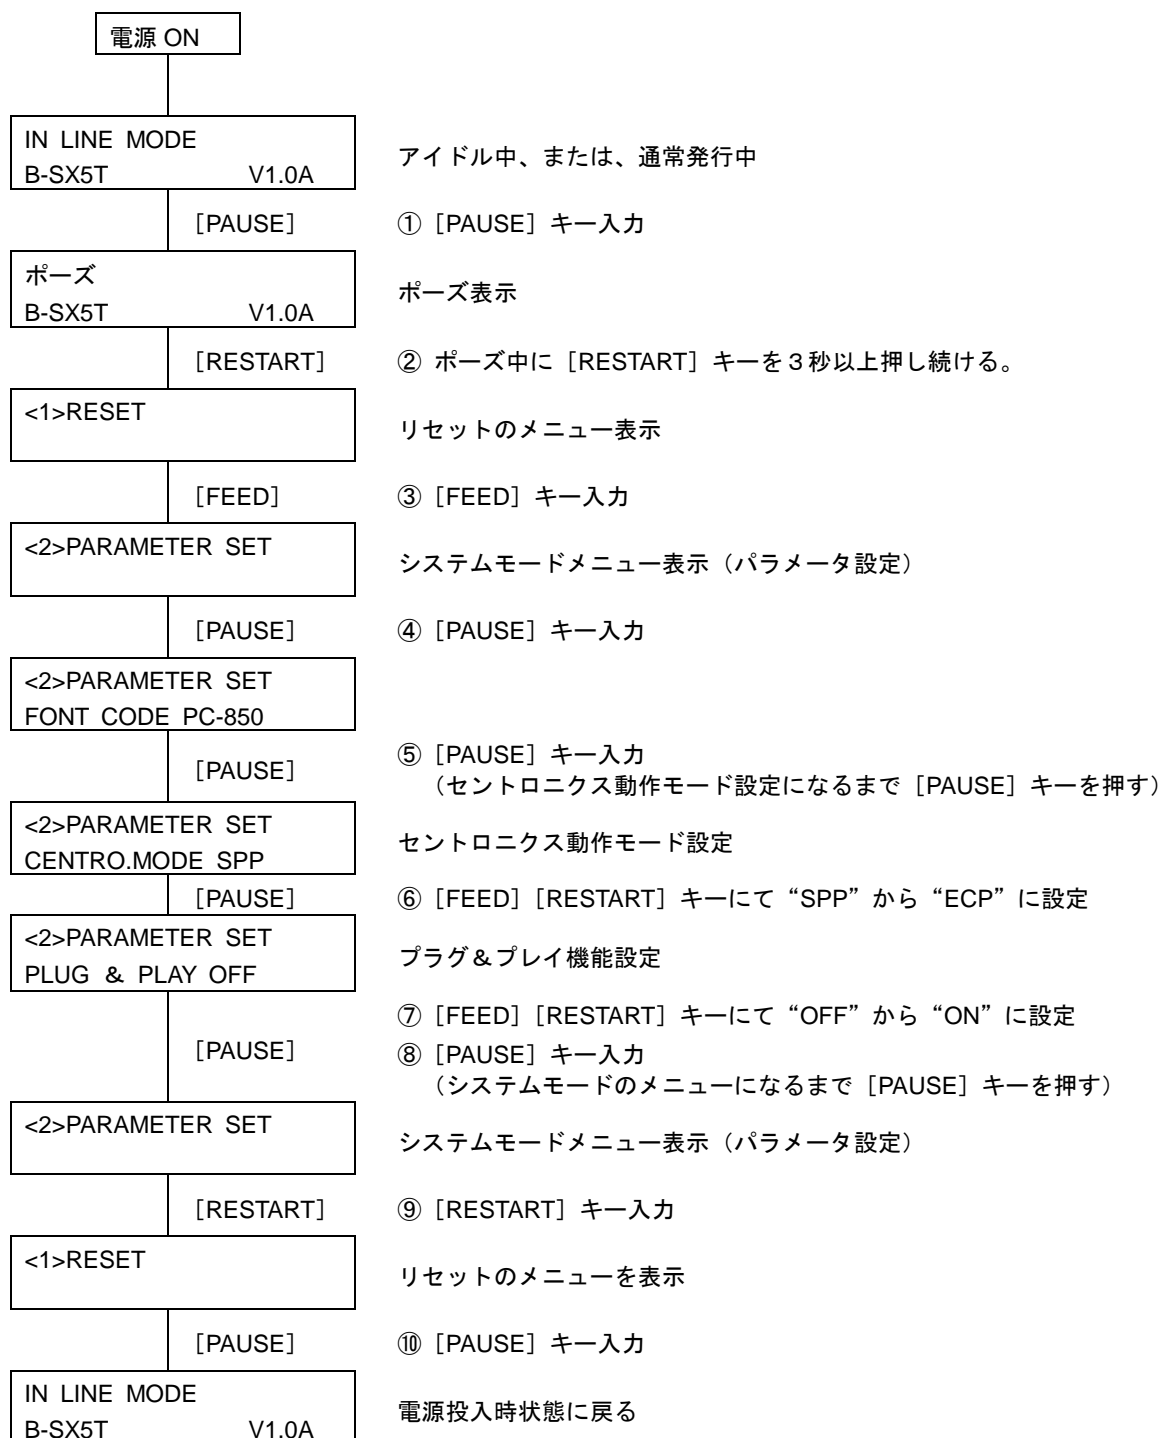 電源 ON
IN LINE MODE
B-SX5T V1.0A
アイドル中、または、通常発行中
［PAUSE］ ①［PAUSE］キー入力
ポーズ
B-SX5T V1.0A
ポーズ表示
［RESTART］ ② ポーズ中に［RESTART］キーを３秒以上押し続ける。
<1>RESET
リセットのメニュー表示
［FEED］ ③［FEED］キー入力
<2>PARAMETER SET
システムモードメニュー表示（パラメータ設定）
［PAUSE］ ④［PAUSE］キー入力
<2>PARAMETER SET
FONT CODE PC-850
［PAUSE］ ⑤［PAUSE］キー入力
（セントロニクス動作モード設定になるまで［PAUSE］キーを押す）
<2>PARAMETER SET
CENTRO.MODE SPP
セントロニクス動作モード設定
［PAUSE］ ⑥［FEED］［RESTART］キーにて“SPP”から“ECP”に設定
<2>PARAMETER SET
PLUG & PLAY OFF
プラグ＆プレイ機能設定
⑦［FEED］［RESTART］キーにて“OFF”から“ON”に設定
［PAUSE］ ⑧［PAUSE］キー入力
（システムモードのメニューになるまで［PAUSE］キーを押す）
<2>PARAMETER SET
システムモードメニュー表示（パラメータ設定）
［RESTART］ ⑨［RESTART］キー入力
<1>RESET
リセットのメニューを表示
［PAUSE］ ⑩［PAUSE］キー入力
IN LINE MODE
B-SX5T V1.0A
電源投入時状態に戻る